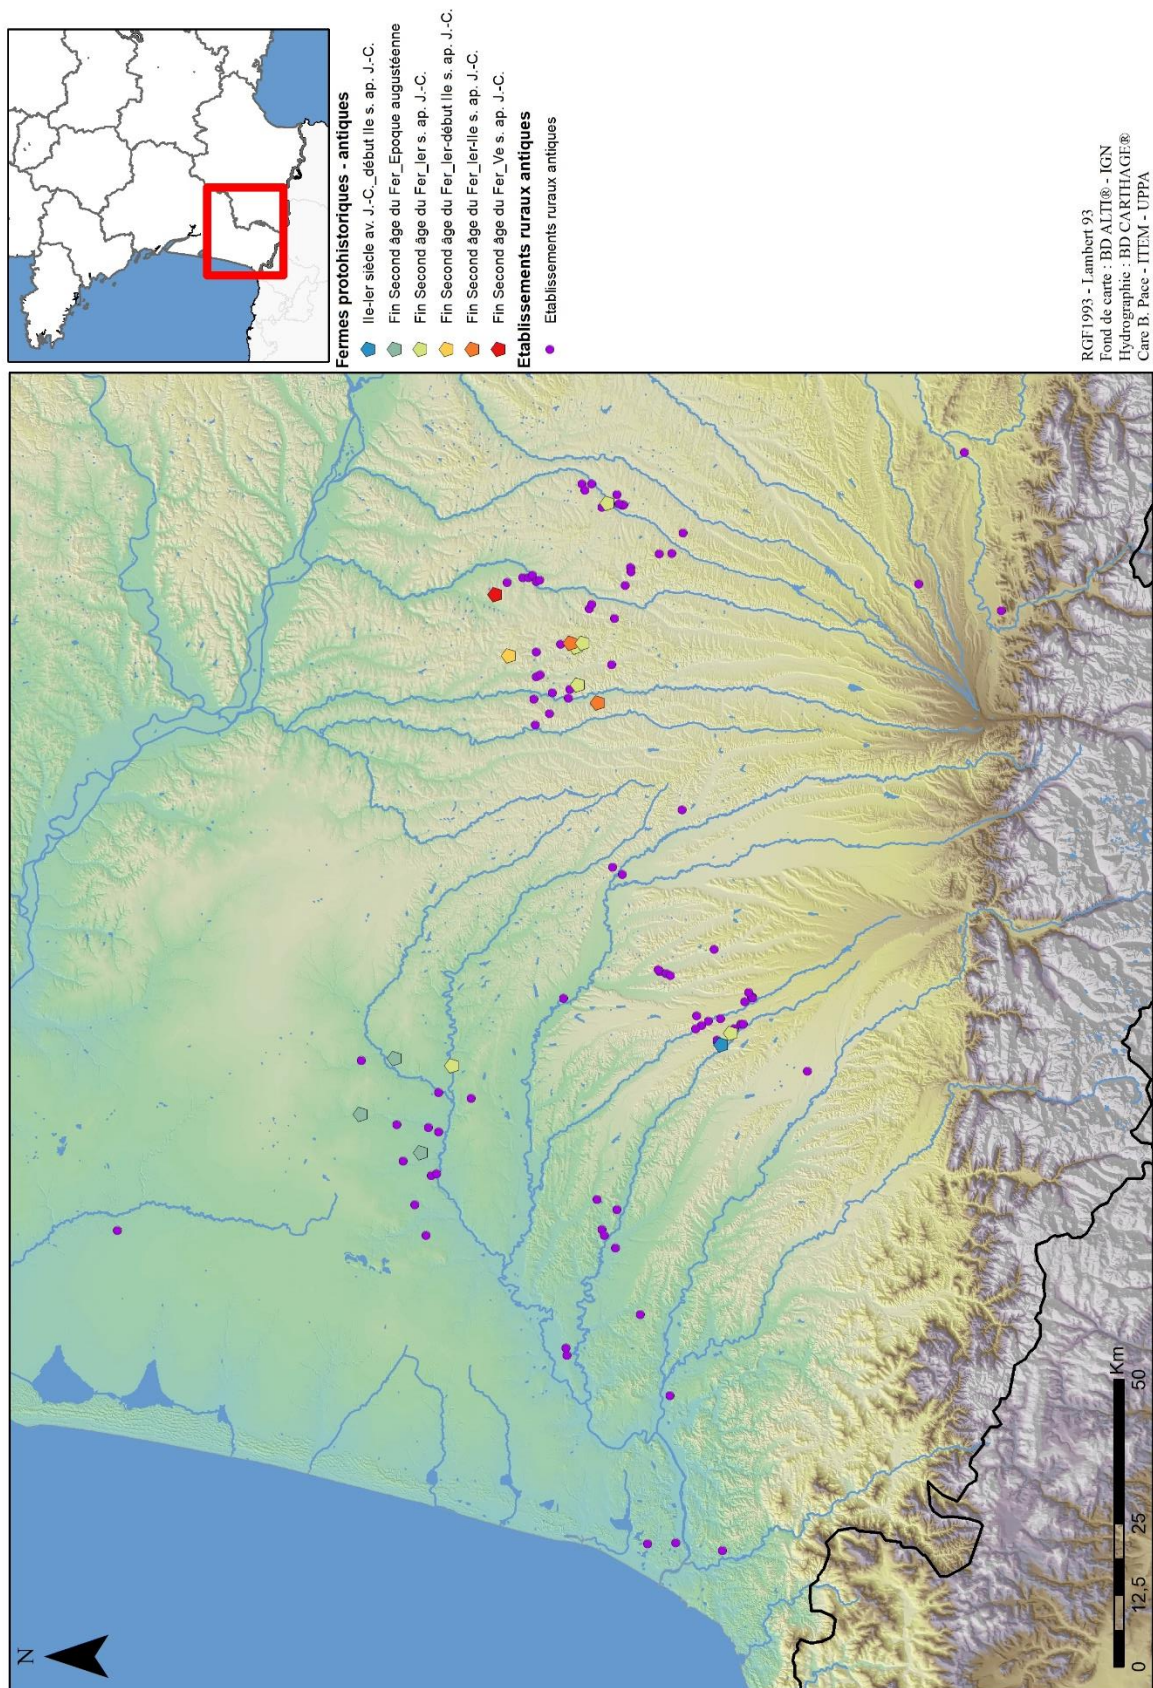 N
0 12,5 25 50
Km
Fermes protohistoriques - antiques
IIe-Ier siècle av. J.-C._début IIe s. ap. J.-C.
Fin Second âge du Fer_Epoque augustéenne
Fin Second âge du Fer_Ier s. ap. J.-C.
Fin Second âge du Fer_Ier-début IIe s. ap. J.-C.
Fin Second âge du Fer_Ier-IIe s. ap. J.-C.
Fin Second âge du Fer_Ve s. ap. J.-C.
Etablissements ruraux antiques
Etablissements ruraux antiques
RGF1993 - Lambert 93
Fond de carte : BD ALTI® - IGN
Hydrographie : BD CARTHAGE®
Care B. Pace - ITEM - UPPA